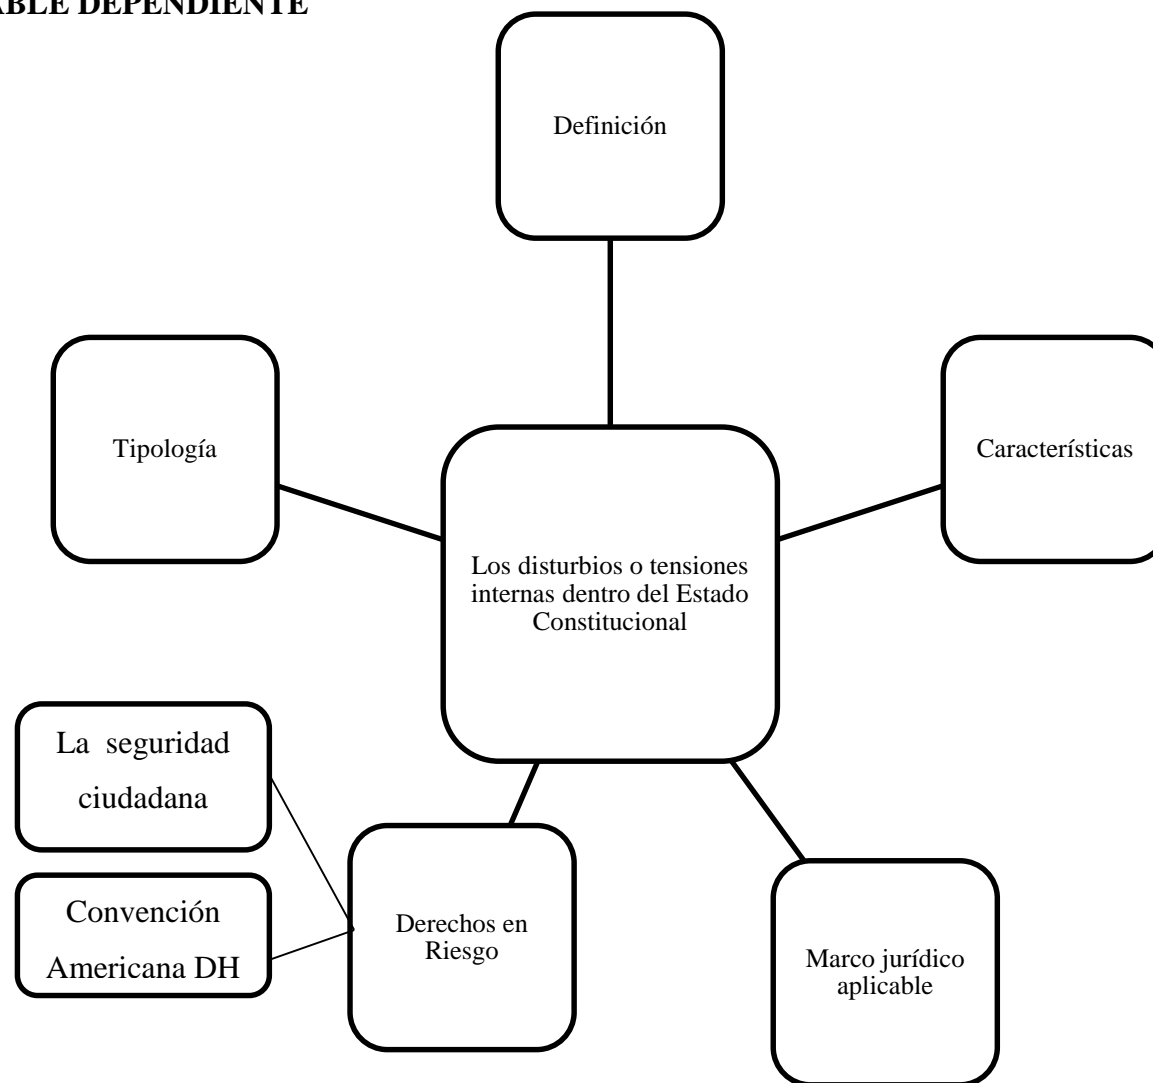 ABLE DEPENDIENTE
Definición
Tipología
Características
Los disturbios o tensiones
internas dentro del Estado
Constitucional
La seguridad
ciudadana
Convención
Americana DH
Derechos en
Riesgo
Marco jurídico
aplicable